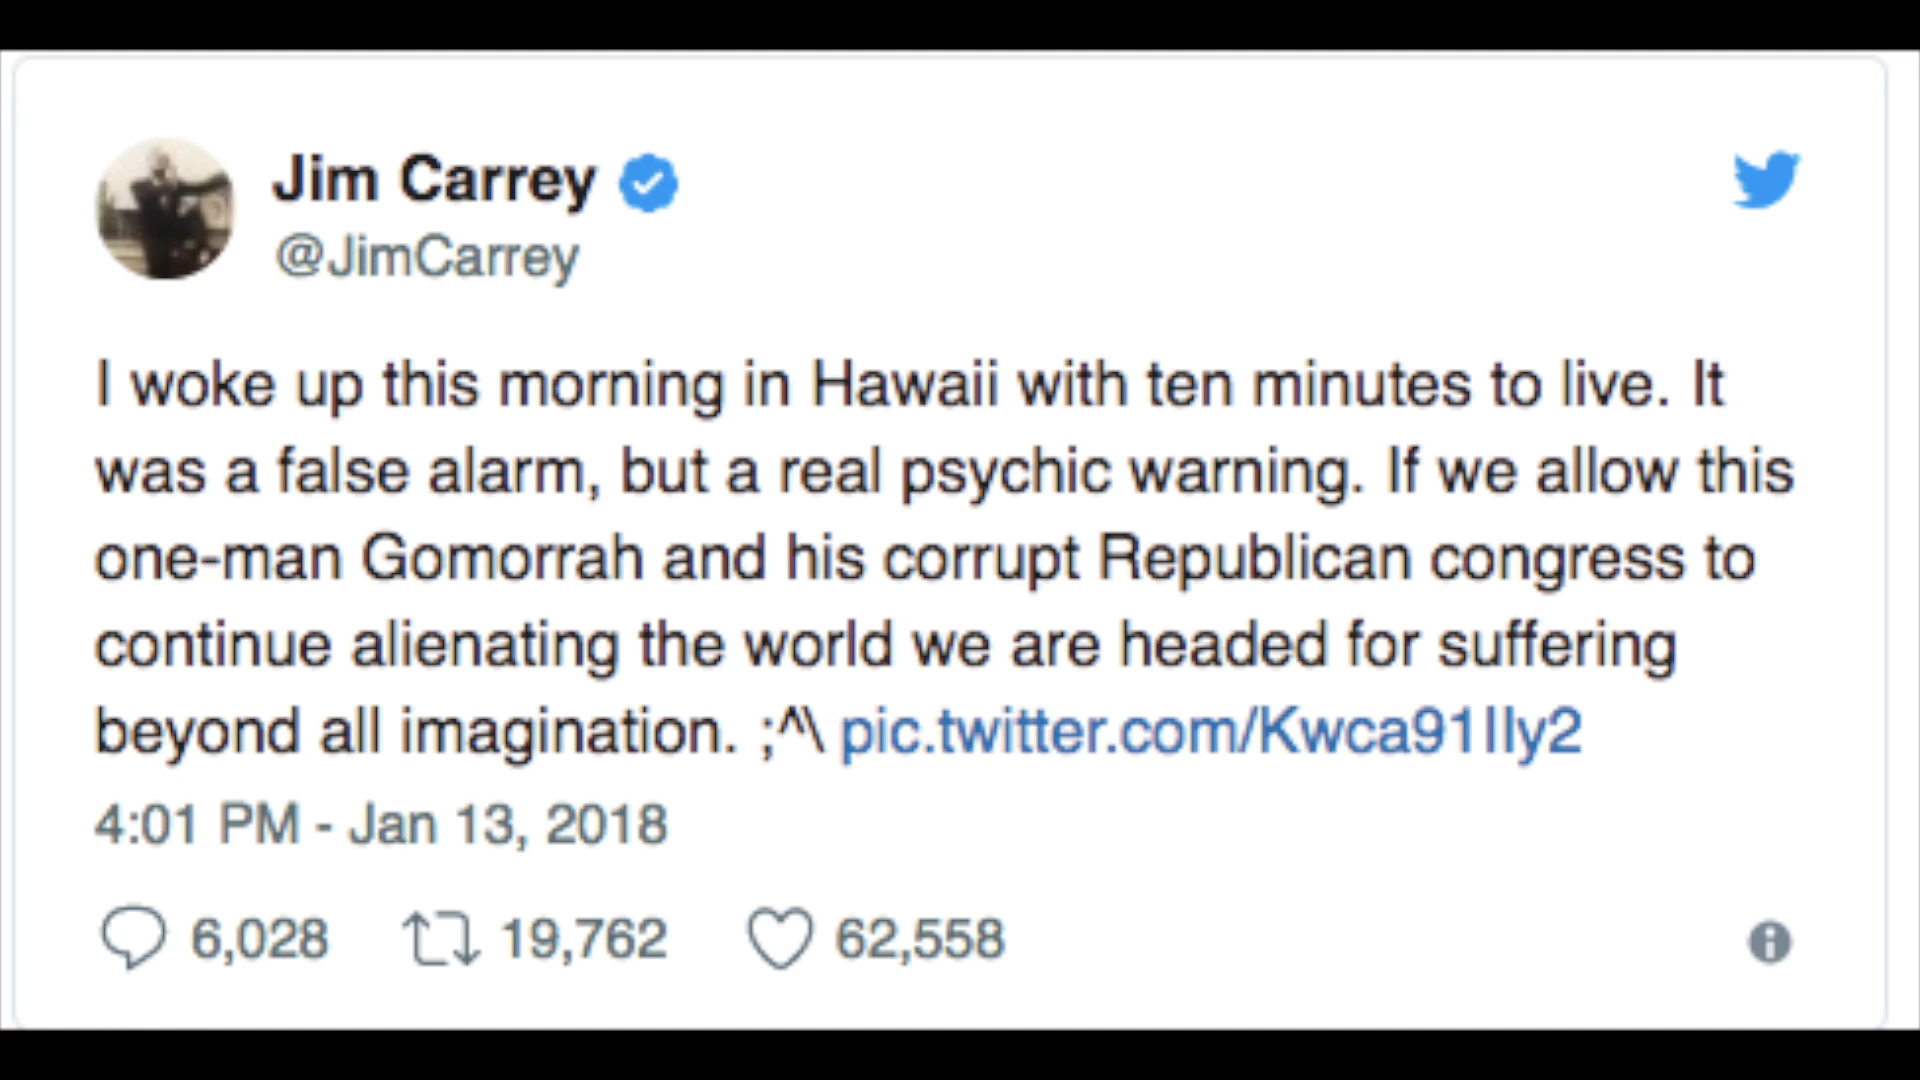 Jim Carrey
@JimCarrey
I woke up this morning in Hawaii with ten minutes to live. It
was a false alarm, but a real psychic warning. If we allow this
one-man Gomorrah and his corrupt Republican congress to
continue alienating the world we are headed for suffering
beyond all imagination. ;^\ pic.twitter.com/Kwca91IIy2
4:01 PM - Jan 13, 2018
6,028 19,762 62,558